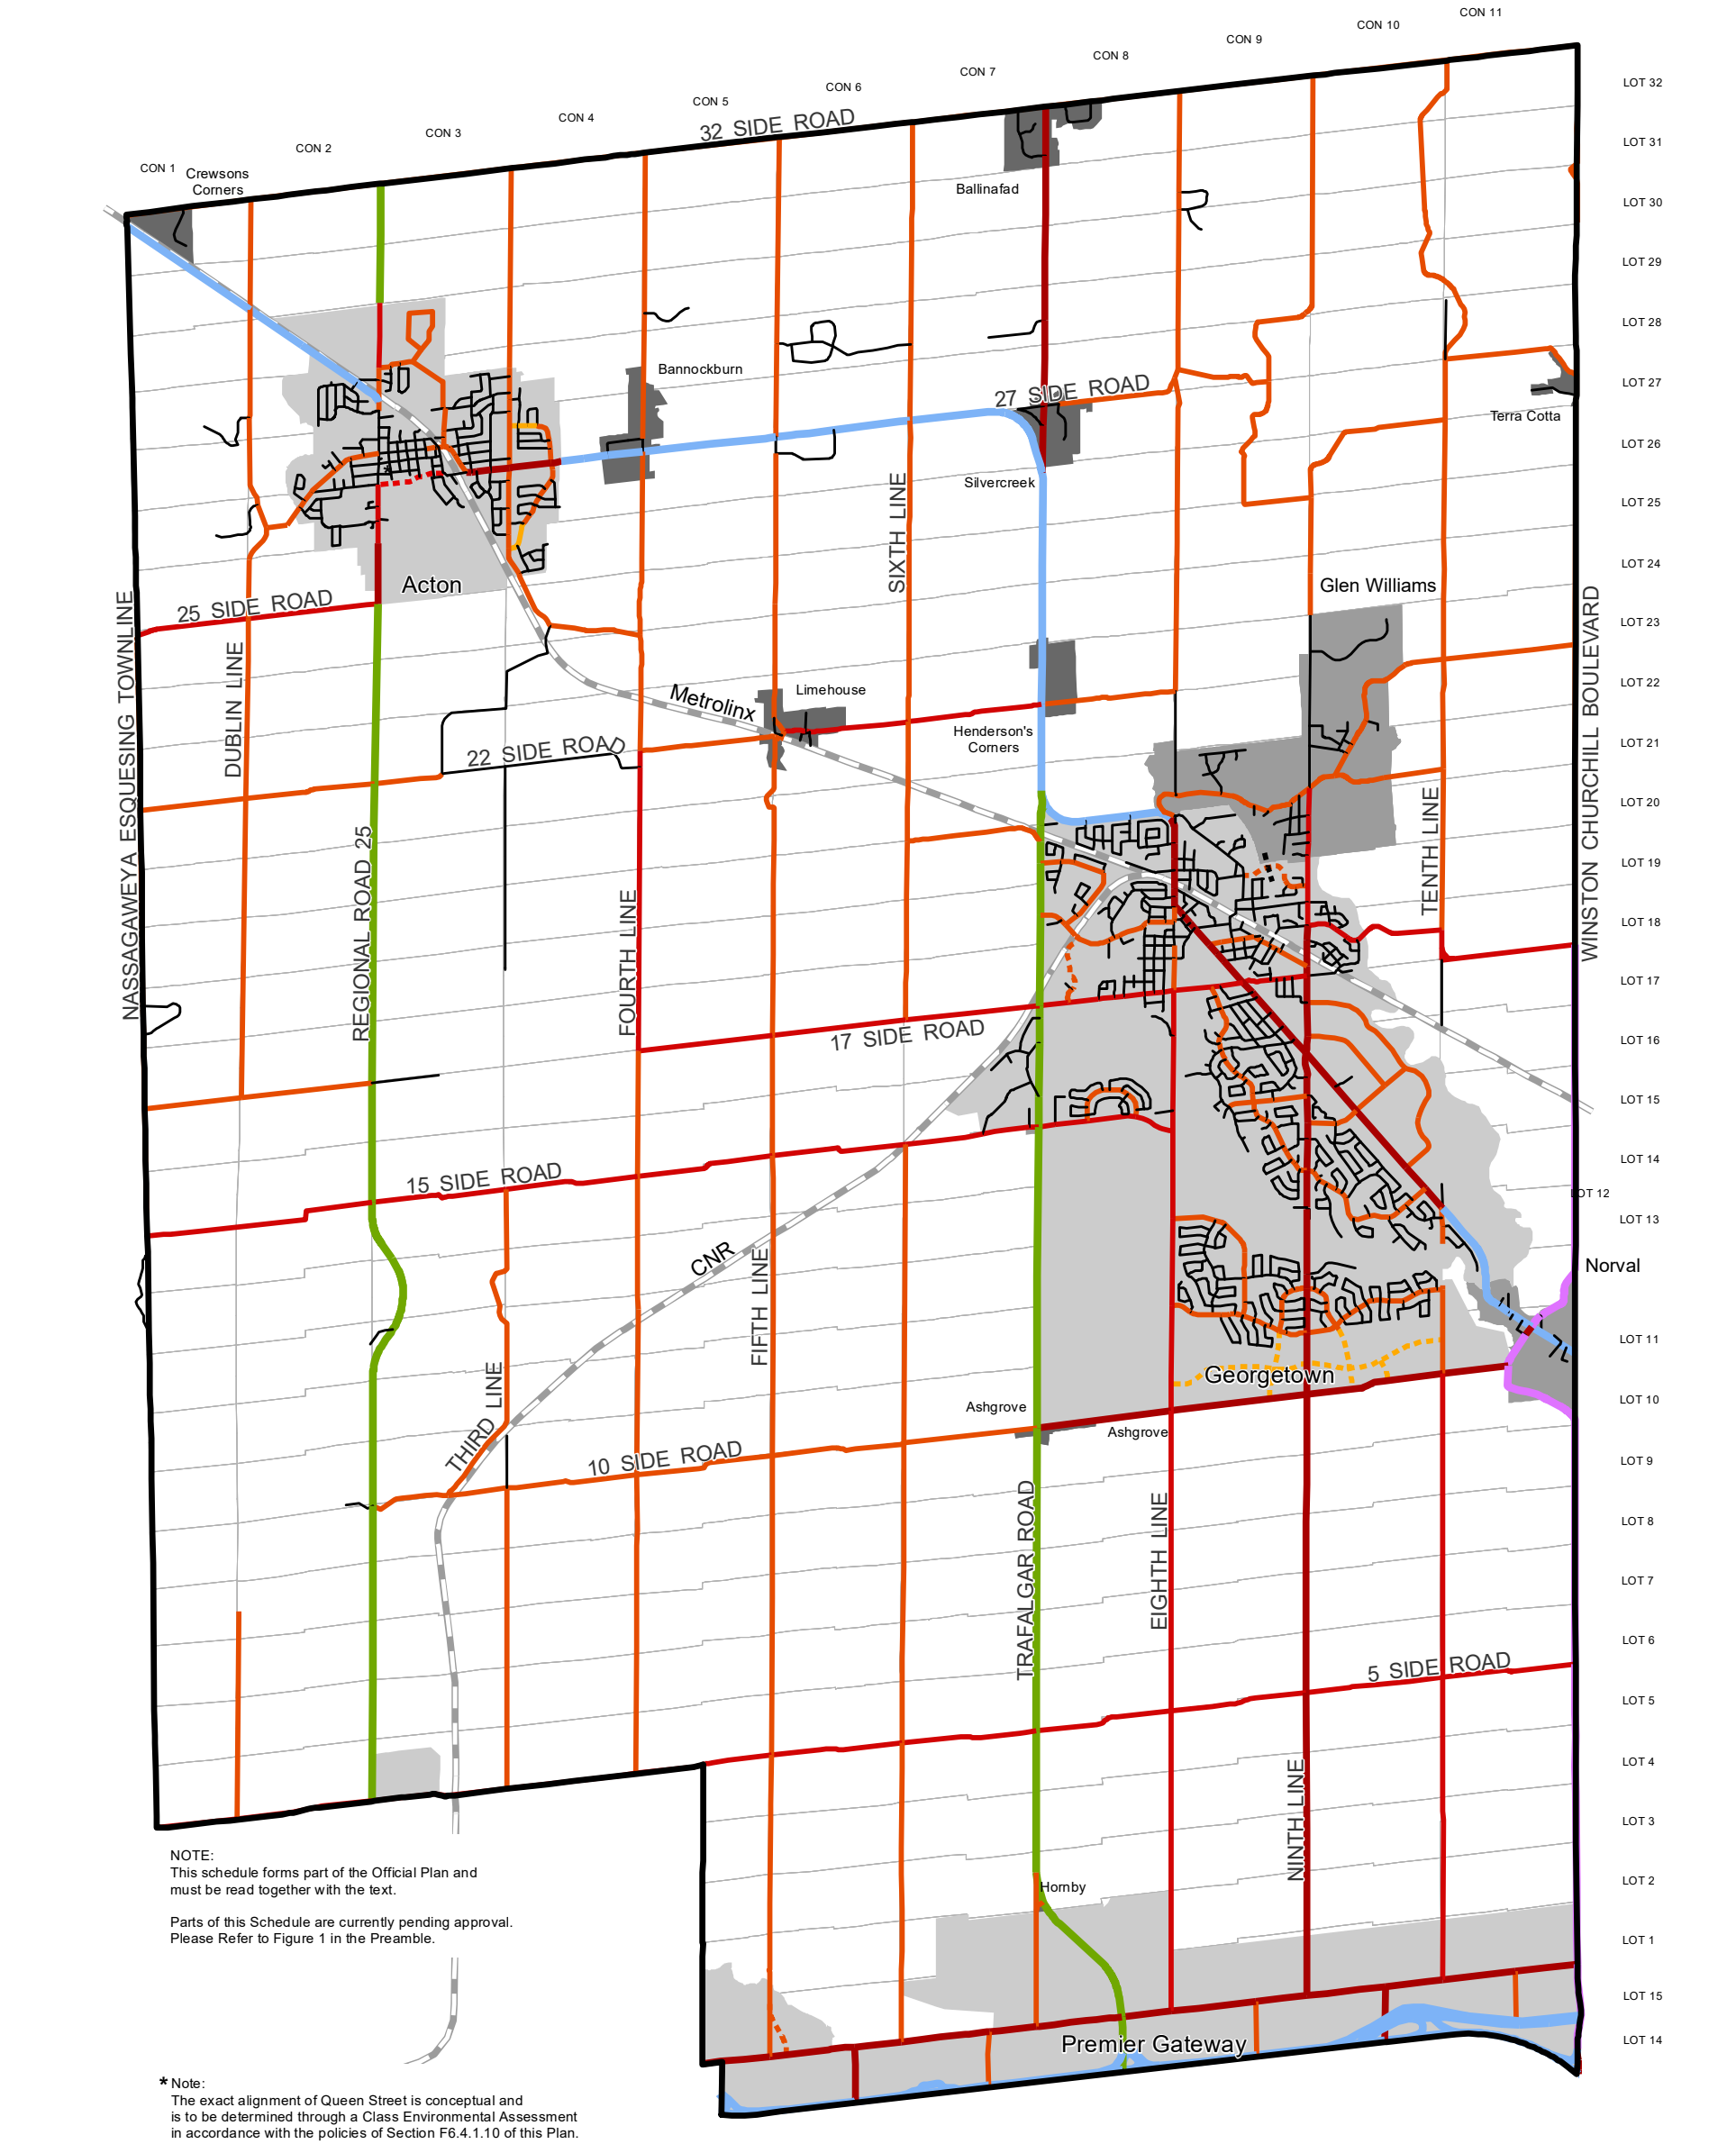 CON 11
CON 10
CON 9
CON 8
CON 7
CON 6
CON 5
CON 4
CON 3
CON 2
CON 1
Crewsons
Corners
32 SIDE ROAD
LOT 32
LOT 31
Ballinafad
LOT 30
LOT 29
LOT 28
Bannockburn
27 SIDE ROAD
LOT 27
Terra Cotta
LOT 26
*
Silvercreek
LOT 25
SIXTH LINE
LOT 24
Acton
Glen Williams
25 SIDE ROAD
LOT 23
NASSAGAWEYA ESQUESING TOWNLINE
DUBLIN LINE
WINSTON CHURCHILL BOULEVARD
LOT 22
Metrolinx
Limehouse
Henderson's
Corners
22 SIDE ROAD
LOT 21
LOT 20
TENTH LINE
REGIONAL ROAD 25
LOT 19
FOURTH LINE
LOT 18
LOT 17
17 SIDE ROAD
LOT 16
LOT 15
LOT 14
15 SIDE ROAD
LOT 12
LOT 13
CNR
FIFTH LINE
Norval
LOT 11
THIRD LINE
Georgetown
LOT 10
Ashgrove
Ashgrove
10 SIDE ROAD
LOT 9
TRAFALGAR ROAD
EIGHTH LINE
LOT 8
LOT 7
LOT 6
5 SIDE ROAD
LOT 5
LOT 4
NINTH LINE
LOT 3
NOTE:
This schedule forms part of the Official Plan and
must be read together with the text.
Hornby
LOT 2
Parts of this Schedule are currently pending approval.
Please Refer to Figure 1 in the Preamble.
LOT 1
LOT 15
Premier Gateway
LOT 14
* Note:
The exact alignment of Queen Street is conceptual and
is to be determined through a Class Environmental Assessment
in accordance with the policies of Section F6.4.1.10 of this Plan.